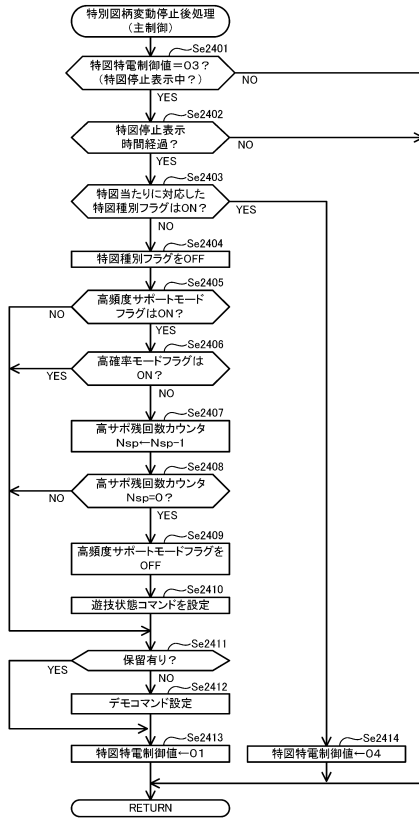 特別図柄変動停止後処理
(主制御)
Se2401
特図特電制御値＝03？
(特図停止表示中？)
NO
YES
Se2402
特図停止表示
時間経過？
NO
YES
Se2403
特図当たりに対応した
特図種別フラグはON？
YES
NO
Se2404
特図種別フラグをOFF
Se2405
高頻度サポートモード
フラグはON？
NO
YES
Se2406
高確率モードフラグは
ON？
YES
NO
Se2407
高サポ残回数カウンタ
Nsp←Nsp-1
Se2408
高サポ残回数カウンタ
Nsp=0？
NO
YES
Se2409
高頻度サポートモードフラグを
OFF
Se2410
遊技状態コマンドを設定
Se2411
保留有り？
YES
NO
Se2412
デモコマンド設定
Se2413
特図特電制御値←01
Se2414
特図特電制御値←04
RETURN